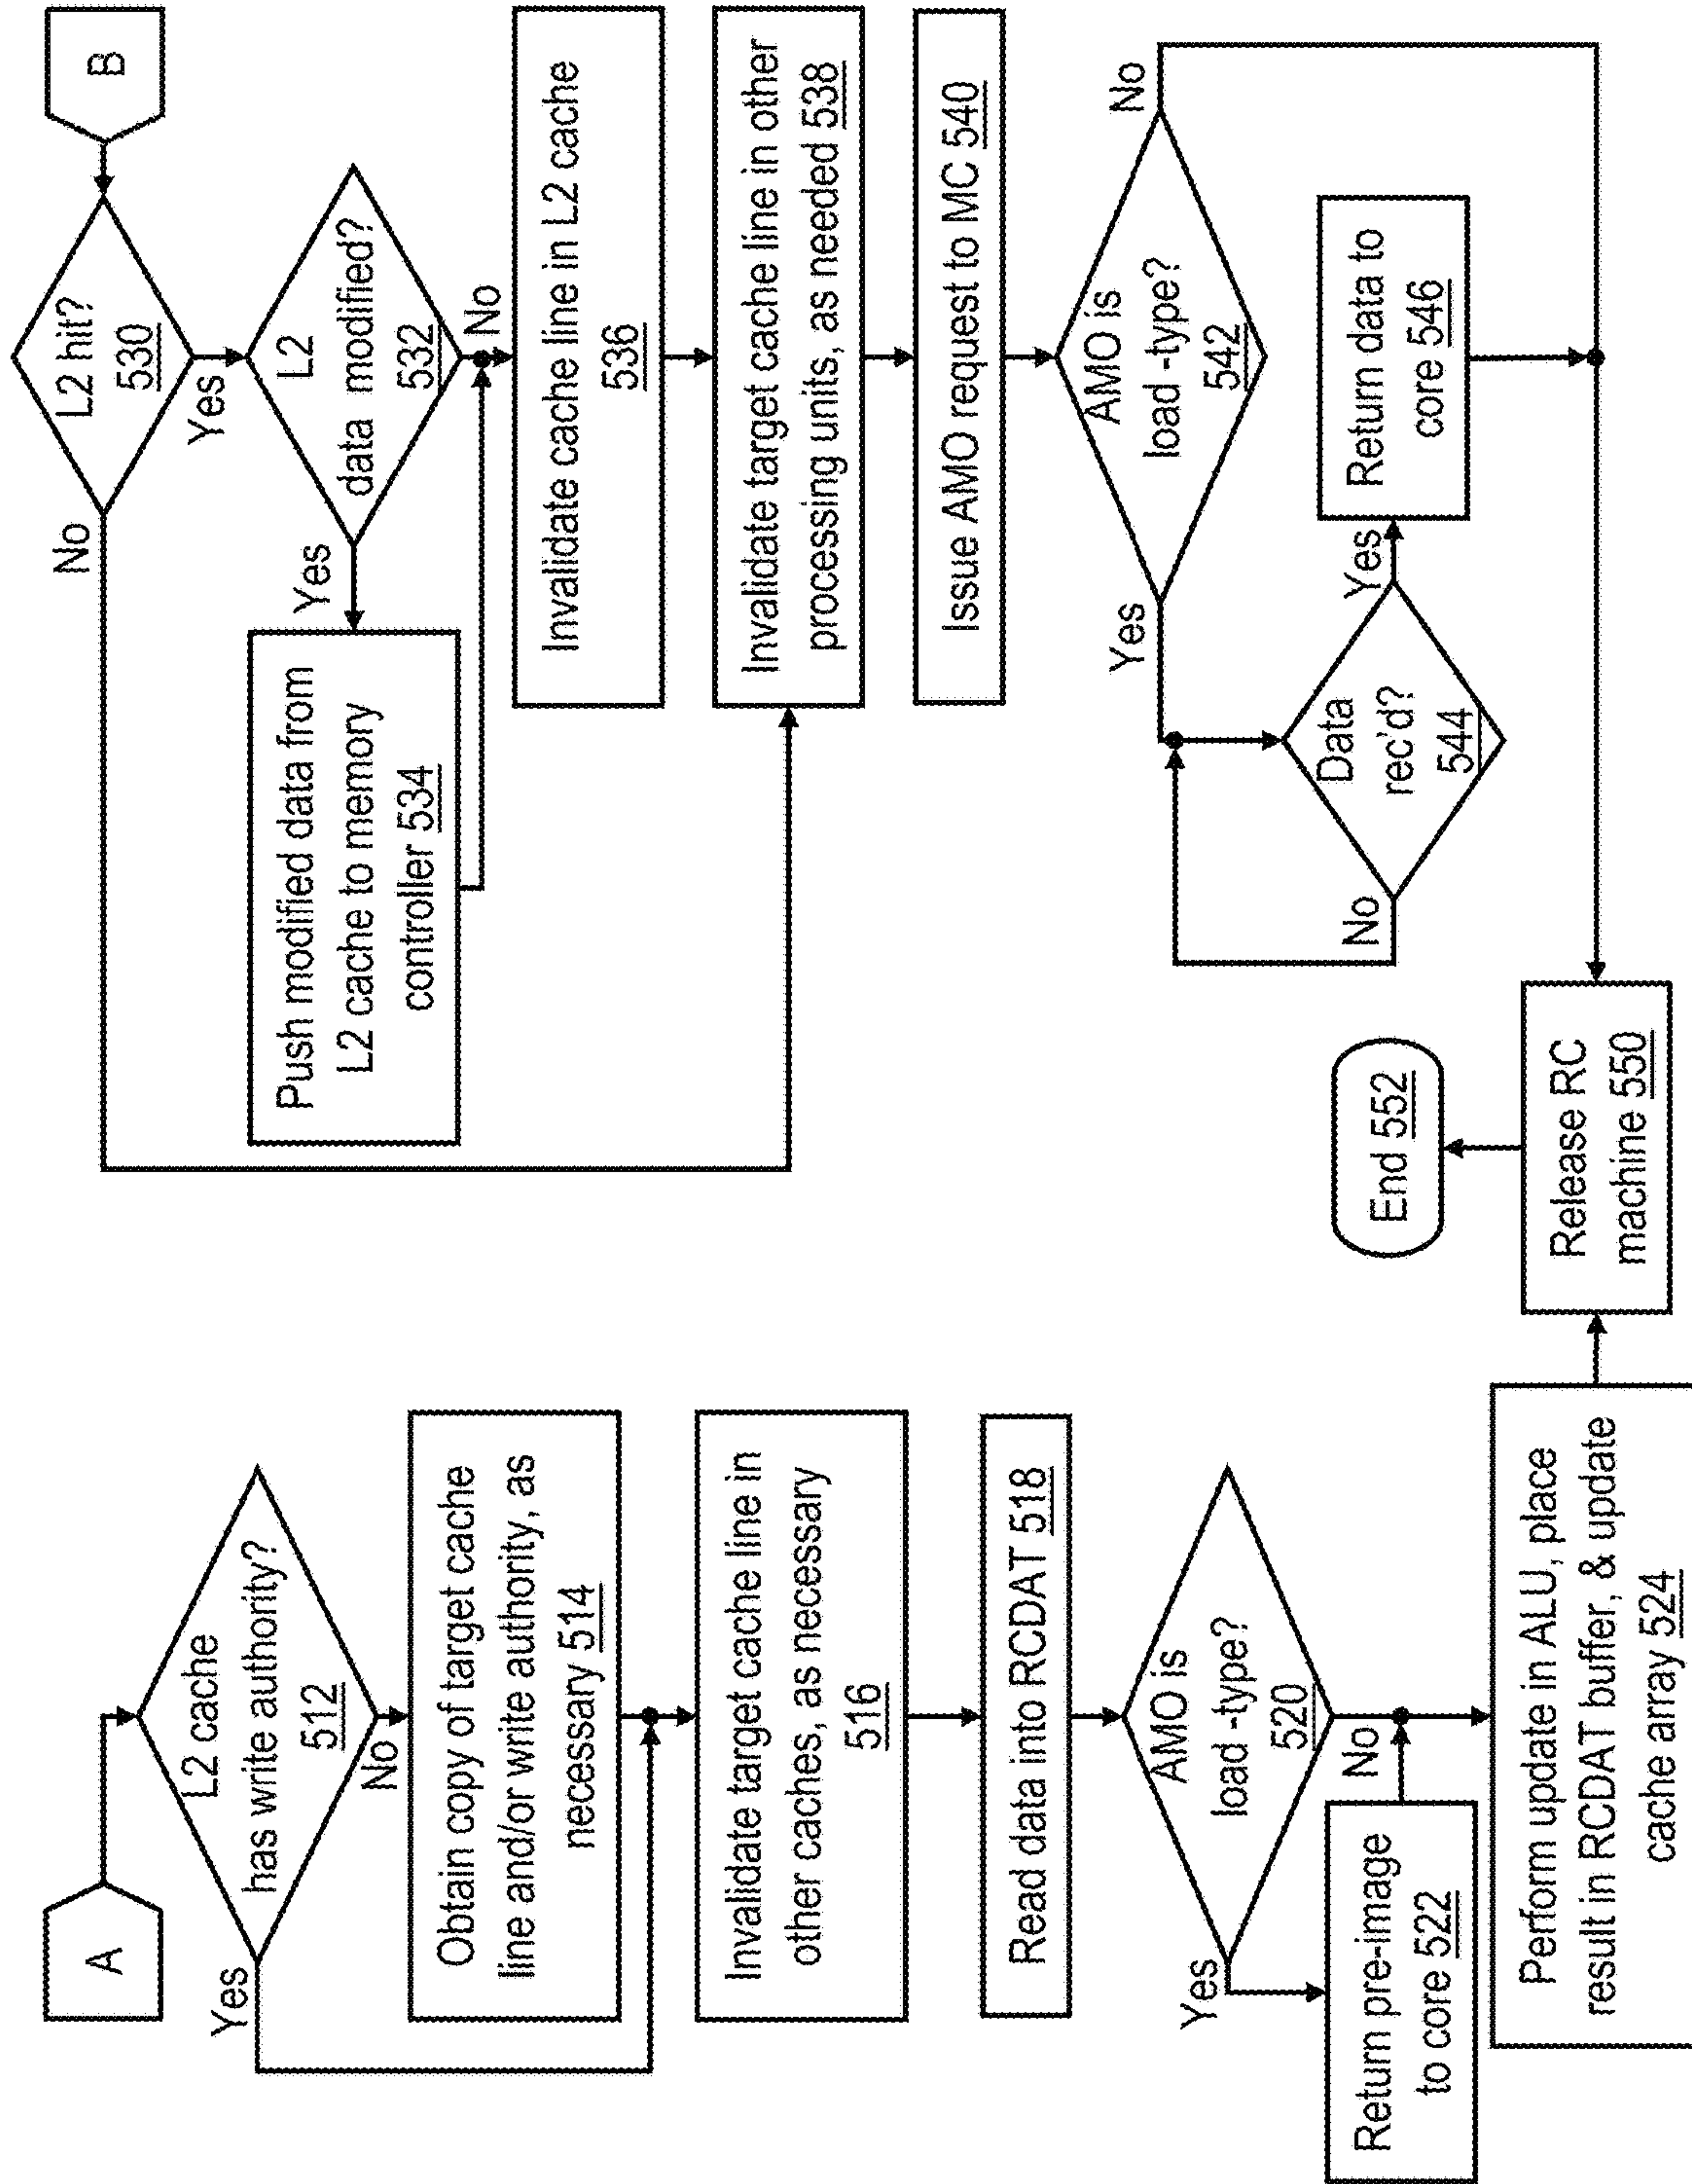 A
L2 cache
has write authority?
512
Yes
No
Obtain copy of target cache
line and/or write authority, as
necessary 514
Invalidate target cache line in
other caches, as necessary
516
Read data into RCDAT 518
AMO is
load -type?
520
Yes
No
Return pre-image
to core 522
Perform update in ALU, place
result in RCDAT buffer, & update
cache array 524
B
L2 hit?
530
No
Yes
L2
data modified?
532
Yes
No
Push modified data from
L2 cache to memory
controller 534
Invalidate cache line in L2 cache
536
Invalidate target cache line in other
processing units, as needed 538
Issue AMO request to MC 540
AMO is
load -type?
542
Yes
No
Data
rec'd?
544
No
Yes
Return data to
core 546
Release RC
machine 550
End 552